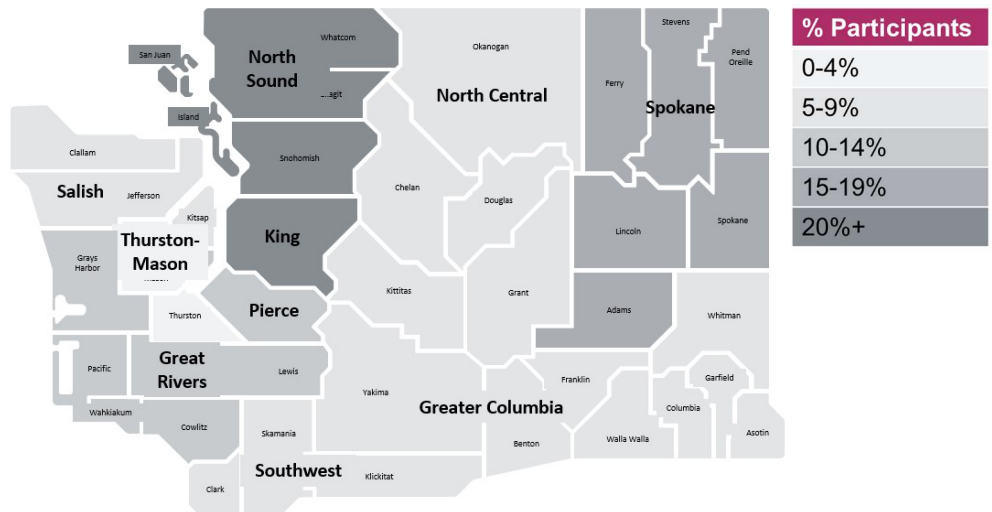 % Participants
0-4%
5-9%
10-14%
15-19%
20%+
San Juan
Whatcom
North
Sound
Island
Snohomish
Okanogan
North Central
Ferry
Stevens
Pend
Oreille
Spokane
Clallam
Salish
Jefferson
Kitsap
Chelan
Douglas
Lincoln
Spokane
King
Thurston-
Mason
Grays
Harbor
Kittitas
Grant
Adams
Whitman
Thurston
Pierce
Great
Rivers
Lewis
Pacific
Wahkiakum
Cowlitz
Yakima
Greater Columbia
Franklin
Garfield
Columbia
Asotin
Walla Walla
Benton
Skamania
Southwest
Klickitat
Clark